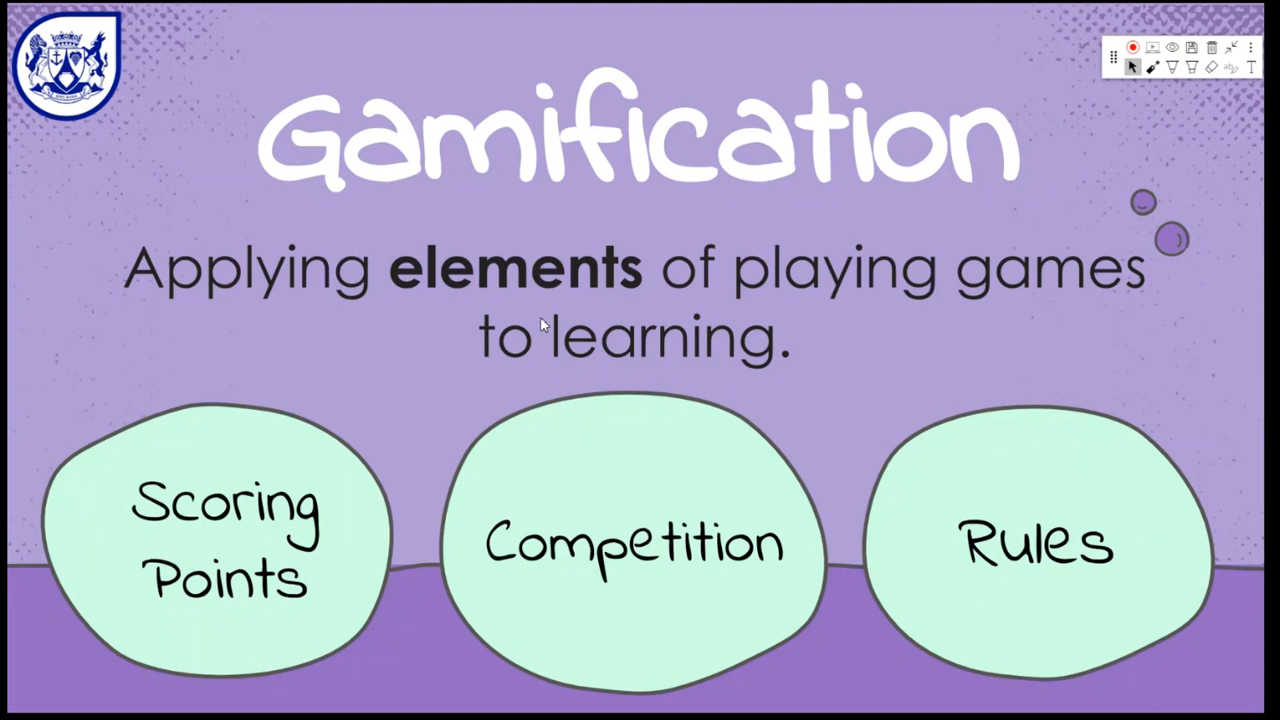 Gamification
Applying elements of playing games
to learning.
Scoring
Points
Competition
Rules